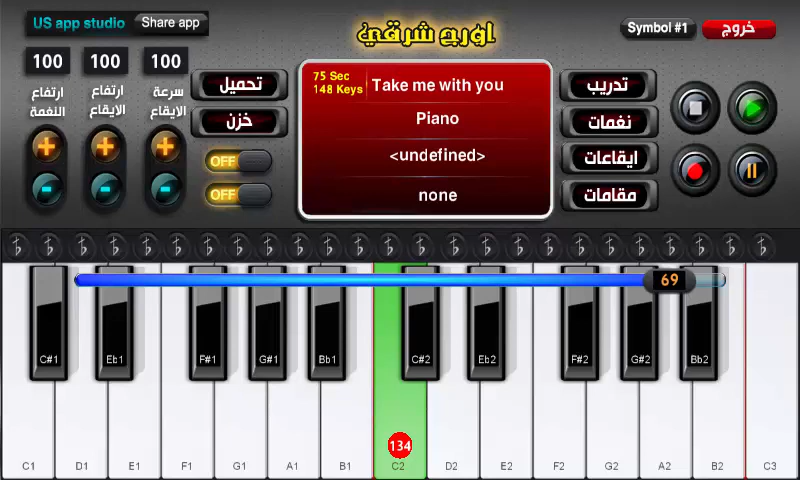 US app studio
Share app
اورج شرقي
Symbol #1
خروج
100
100
100
ارتفاع
النغمة
ارتفاع
الايقاع
سرعة
الايقاع
+
+
+
-
-
-
تحميل
خزن
OFF
OFF
75 Sec
148 Keys
Take me with you
Piano
<undefined>
none
تدريب
نغمات
ايقاعات
مقامات
69
C#1
Eb1
F#1
G#1
Bb1
C#2
Eb2
F#2
G#2
Bb2
134
C1
D1
E1
F1
G1
A1
B1
C2
D2
E2
F2
G2
A2
B2
C3